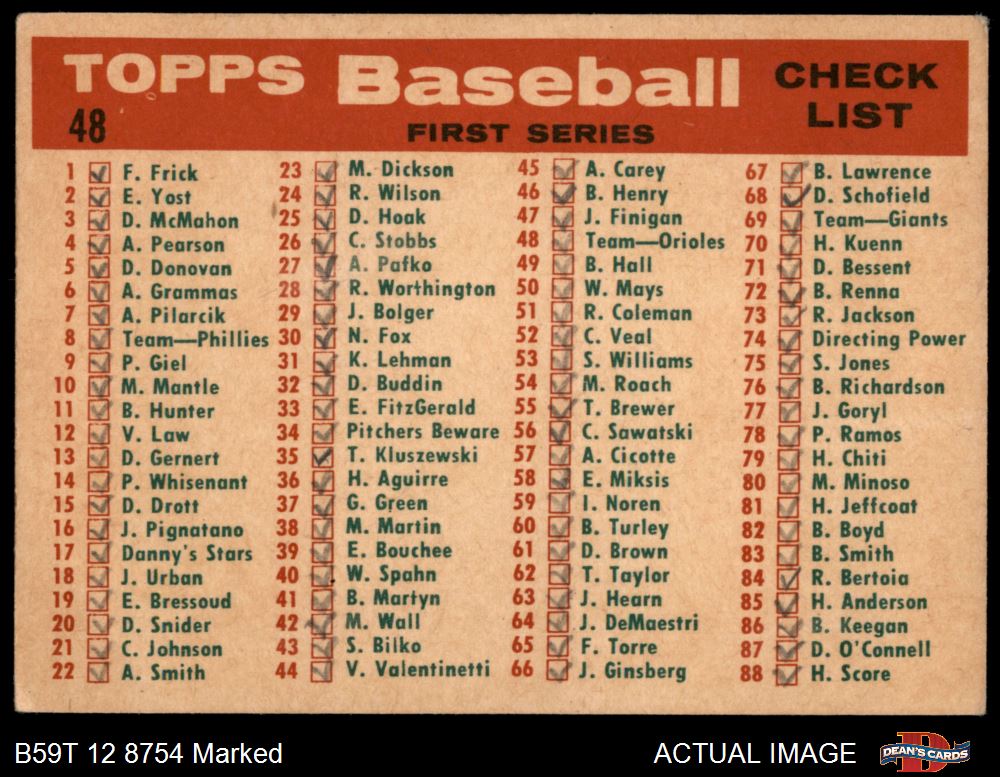 TOPPS Baseball CHECK LIST
48 FIRST SERIES
1 F. Frick
2 E. Yost
3 D. McMahon
4 A. Pearson
5 D. Donovan
6 A. Grammas
7 A. Pilarcik
8 Team—Phillies
9 P. Giel
10 M. Mantle
11 B. Hunter
12 V. Law
13 D. Gernert
14 P. Whisenant
15 D. Drott
16 J. Pignatano
17 Danny's Stars
18 J. Urban
19 E. Bressoud
20 D. Snider
21 C. Johnson
22 A. Smith
23 M. Dickson
24 R. Wilson
25 D. Hoak
26 C. Stobbs
27 A. Pafko
28 R. Worthington
29 J. Bolger
30 N. Fox
31 K. Lehman
32 D. Buddin
33 E. FitzGerald
34 Pitchers Beware
35 T. Kluszewski
36 H. Aguirre
37 G. Green
38 M. Martin
39 E. Bouchee
40 W. Spahn
41 B. Martyn
42 M. Wall
43 S. Bilko
44 V. Valentinetti
45 A. Carey
46 B. Henry
47 J. Finigan
48 Team—Orioles
49 B. Hall
50 W. Mays
51 R. Coleman
52 C. Veal
53 S. Williams
54 M. Roach
55 T. Brewer
56 C. Sawatski
57 A. Cicotte
58 E. Miksis
59 I. Noren
60 B. Turley
61 D. Brown
62 T. Taylor
63 J. Hearn
64 J. DeMaestri
65 F. Torre
66 J. Ginsberg
67 B. Lawrence
68 D. Schofield
69 Team—Giants
70 H. Kuenn
71 D. Bessent
72 B. Renna
73 R. Jackson
74 Directing Power
75 S. Jones
76 B. Richardson
77 J. Goryl
78 P. Ramos
79 H. Chiti
80 M. Minoso
81 H. Jeffcoat
82 B. Boyd
83 B. Smith
84 R. Bertoia
85 H. Anderson
86 B. Keegan
87 D. O'Connell
88 H. Score
B59T 12 8754 Marked
ACTUAL IMAGE
DEAN'S CARDS